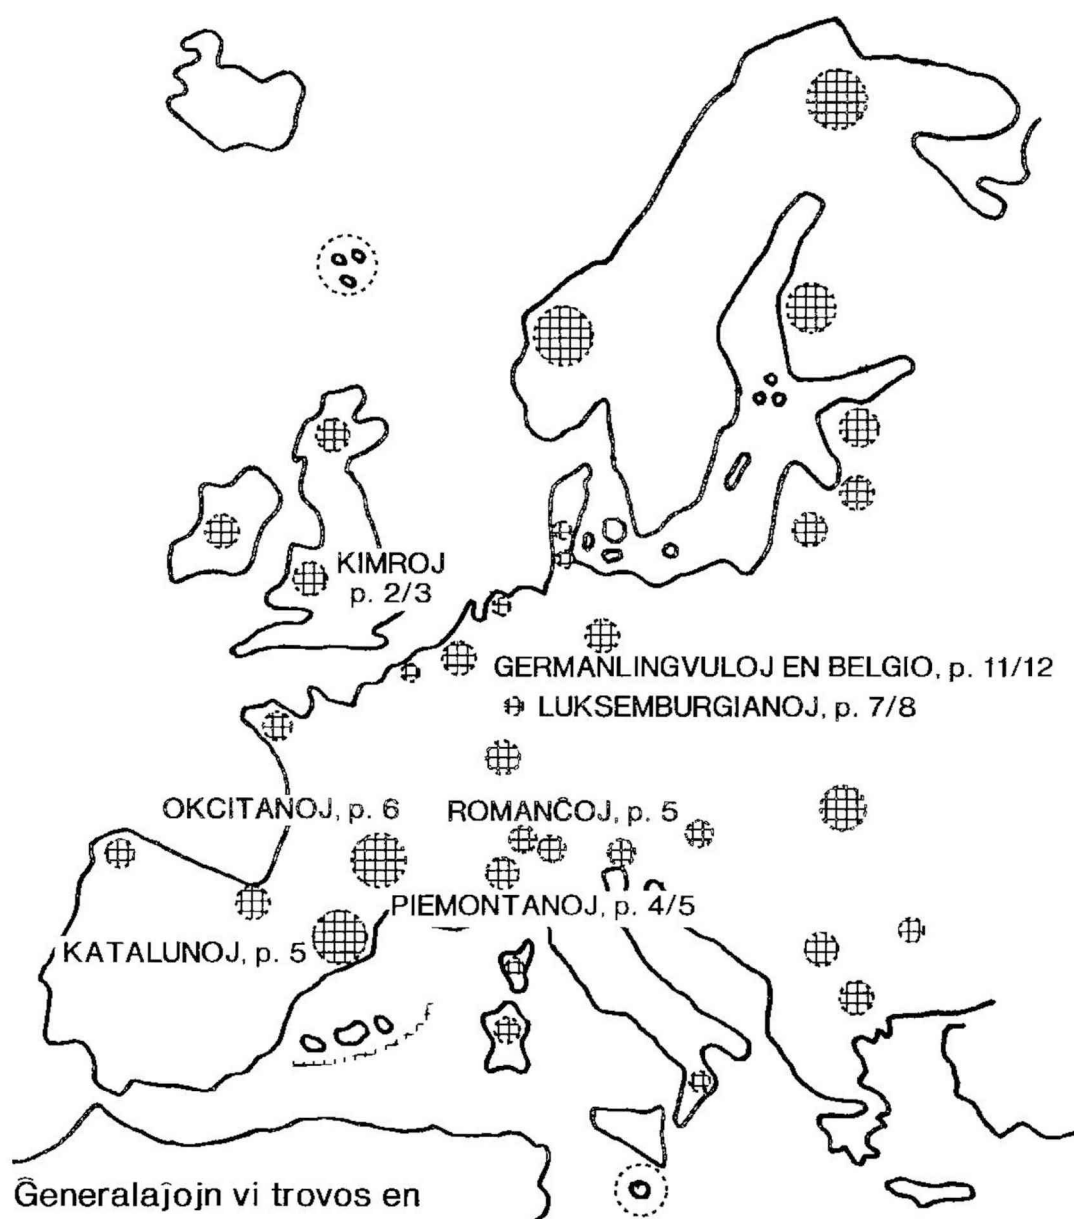 KIMROJ
p. 2/3
GERMANLINGVULOJ EN BELGIO, p. 11/12
LUKSEMBURGIANOJ, p. 7/8
OKCITANOJ, p. 6
ROMANĈOJ, p. 5
PIEMONTANOJ, p. 4/5
KATALUNOJ, p. 5
Ĝeneralaĵojn vi trovos en